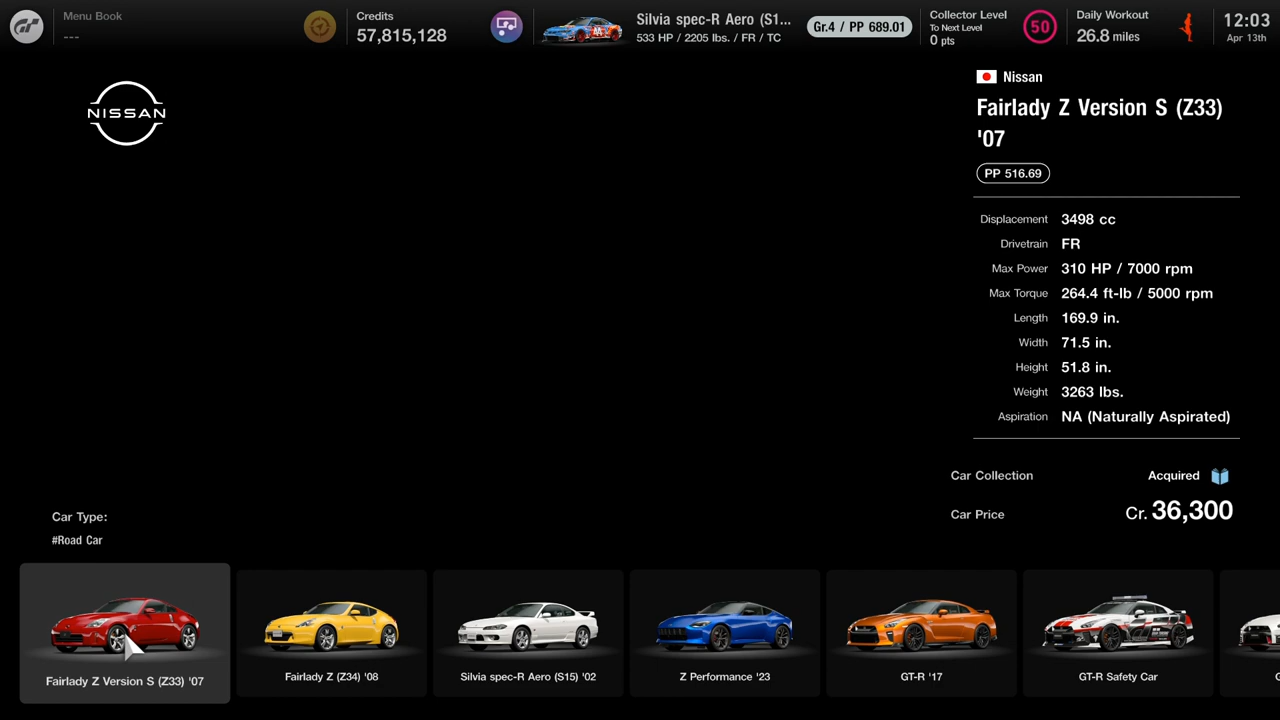 Menu Book
---
Credits
57,815,128
Silvia spec-R Aero (S1...
533 HP / 2205 lbs. / FR / TC
Gr.4 / PP 689.01
Collector Level
To Next Level
0 pts
50
Daily Workout
26.8 miles
12:03
Apr 13th
NISSAN
Nissan
Fairlady Z Version S (Z33)
'07
PP 516.69
Displacement 3498 cc
Drivetrain FR
Max Power 310 HP / 7000 rpm
Max Torque 264.4 ft-lb / 5000 rpm
Length 169.9 in.
Width 71.5 in.
Height 51.8 in.
Weight 3263 lbs.
Aspiration NA (Naturally Aspirated)
Car Collection Acquired
Car Price Cr. 36,300
Car Type:
#Road Car
Fairlady Z Version S (Z33) '07
Fairlady Z (Z34) '08
Silvia spec-R Aero (S15) '02
Z Performance '23
GT-R '17
GT-R Safety Car